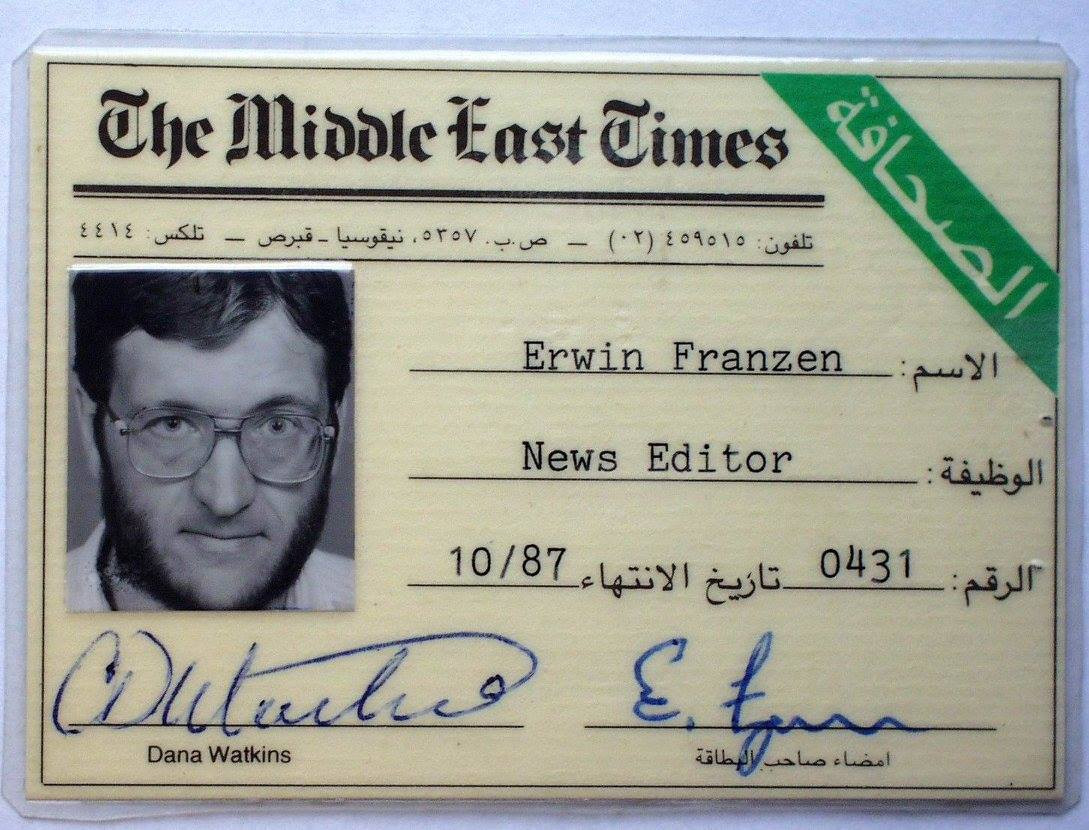 The Middle East Times
الصحافة
تلفون: ٤٥٩٥١٥ (٠٢) — ص.ب. ٥٣٥٧، نيقوسيا - قبرص — تلكس: ٤٤١٤
الاسم: Erwin Franzen
الوظيفة: News Editor
الرقم: 0431 تاريخ الانتهاء 10/87
Dana Watkins
امضاء صاحب البطاقة